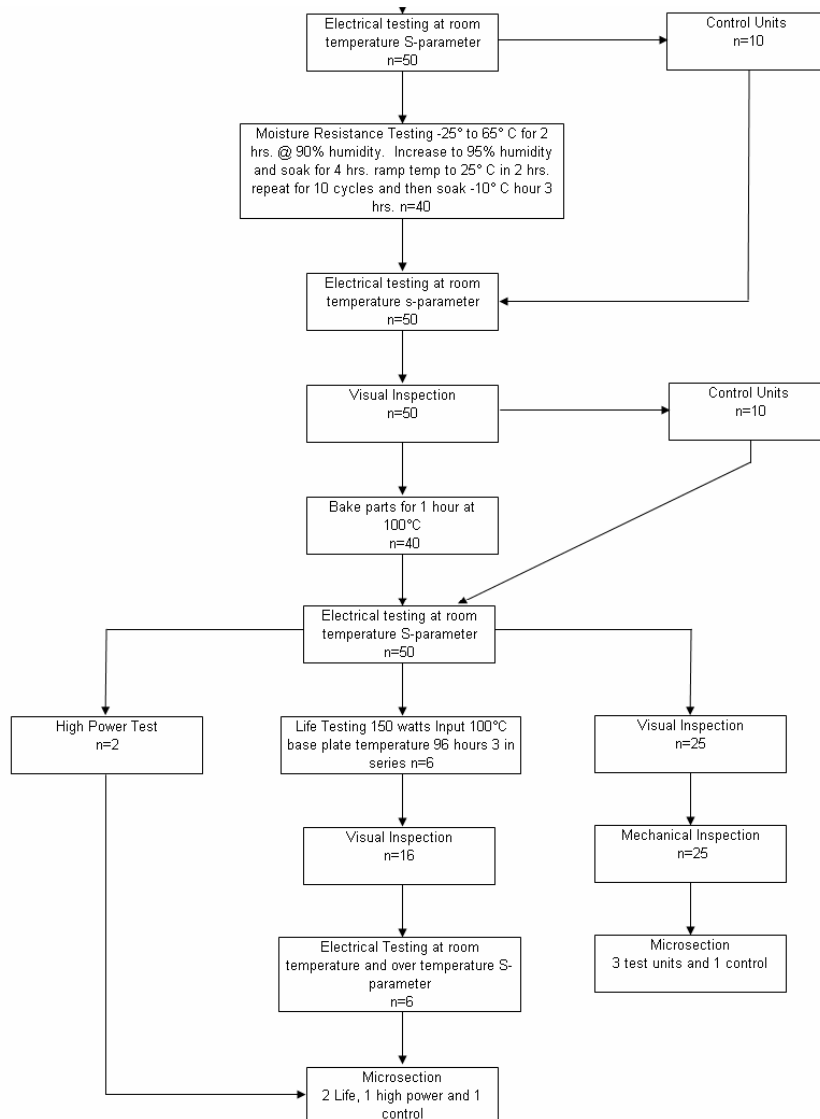 Electrical testing at room
temperature S-parameter
n=50
Control Units
n=10
Moisture Resistance Testing -25° to 65° C for 2
hrs. @ 90% humidity. Increase to 95% humidity
and soak for 4 hrs. ramp temp to 25° C in 2 hrs.
repeat for 10 cycles and then soak -10° C hour 3
hrs. n=40
Electrical testing at room
temperature s-parameter
n=50
Visual Inspection
n=50
Control Units
n=10
Bake parts for 1 hour at
100°C
n=40
Electrical testing at room
temperature S-parameter
n=50
High Power Test
n=2
Life Testing 150 watts Input 100°C
base plate temperature 96 hours 3 in
series n=6
Visual Inspection
n=25
Visual Inspection
n=16
Mechanical Inspection
n=25
Electrical Testing at room
temperature and over temperature S-
parameter
n=6
Microsection
3 test units and 1 control
Microsection
2 Life, 1 high power and 1
control